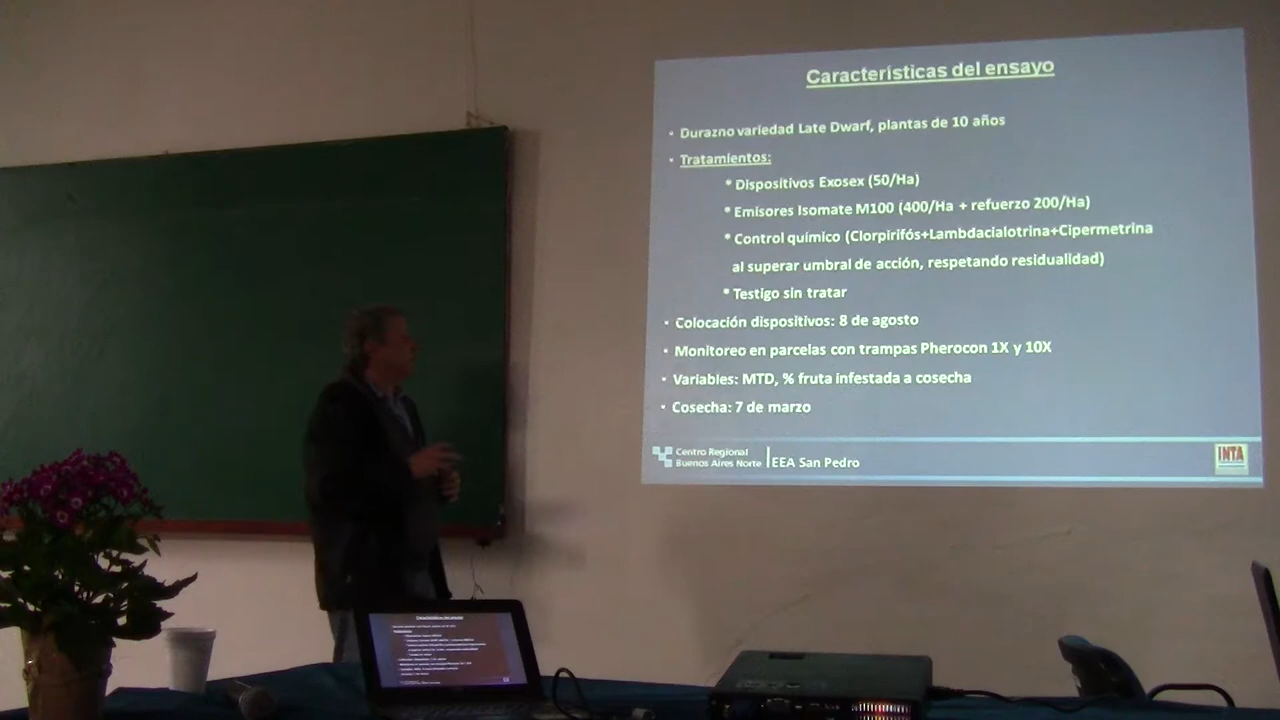 Características del ensayo
• Durazno variedad Late Dwarf, plantas de 10 años
• Tratamientos:
* Dispositivos Exosex (50/Ha)
* Emisores Isomate M100 (400/Ha + refuerzo 200/Ha)
* Control químico (Clorpirifós+Lambdacialotrina+Cipermetrina
al superar umbral de acción, respetando residualidad)
* Testigo sin tratar
• Colocación dispositivos: 8 de agosto
• Monitoreo en parcelas con trampas Pherocon 1X y 10X
• Variables: MTD, % fruta infestada a cosecha
• Cosecha: 7 de marzo
Centro Regional
Buenos Aires Norte
EEA San Pedro
INTA